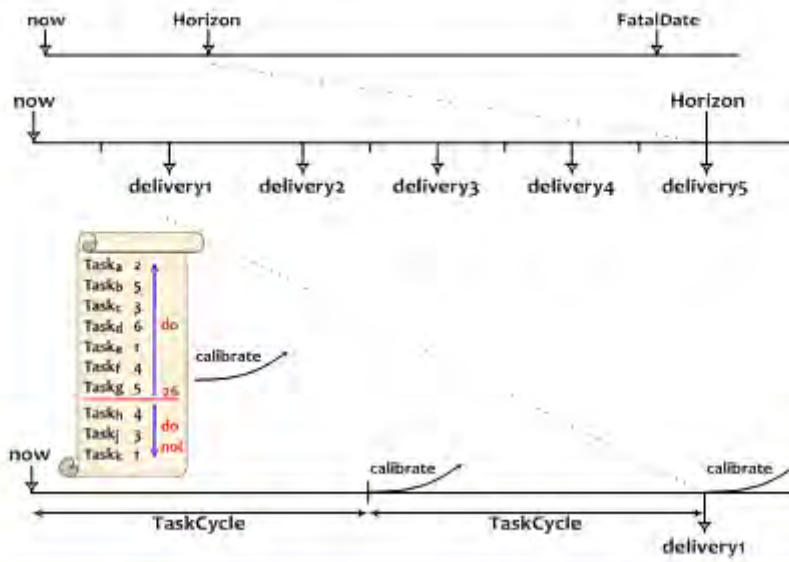 now Horizon FatalDate
now Horizon
delivery1 delivery2 delivery3 delivery4 delivery5
Taska 2
Taskb 5
Taskc 3
Taskd 6 do
Taske 1
calibrate
Taskf 4
Taskg 5 26
Taskh 4 do
Taskj 3 not
Taskk 1
now calibrate calibrate
TaskCycle TaskCycle
delivery1